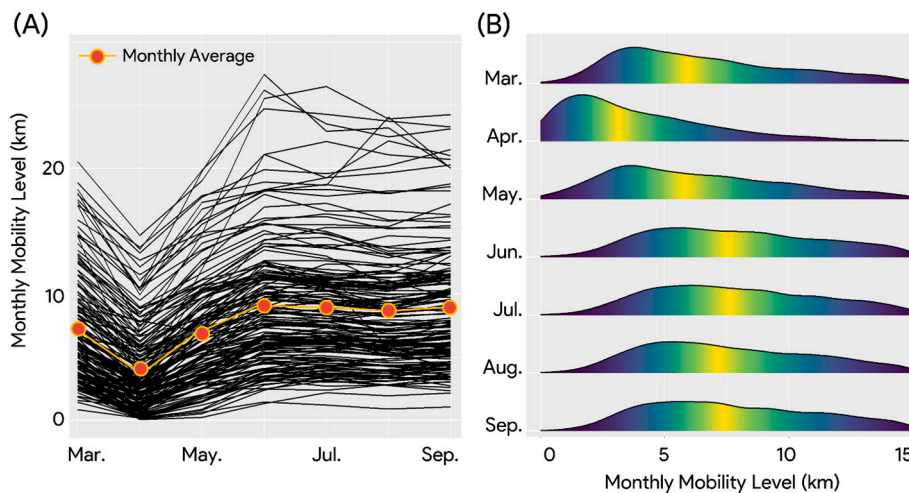 (A)
Monthly Average
Monthly Mobility Level (km)
20
10
0
Mar.
May.
Jul.
Sep.
(B)
Mar.
Apr.
May.
Jun.
Jul.
Aug.
Sep.
0
5
10
15
Monthly Mobility Level (km)